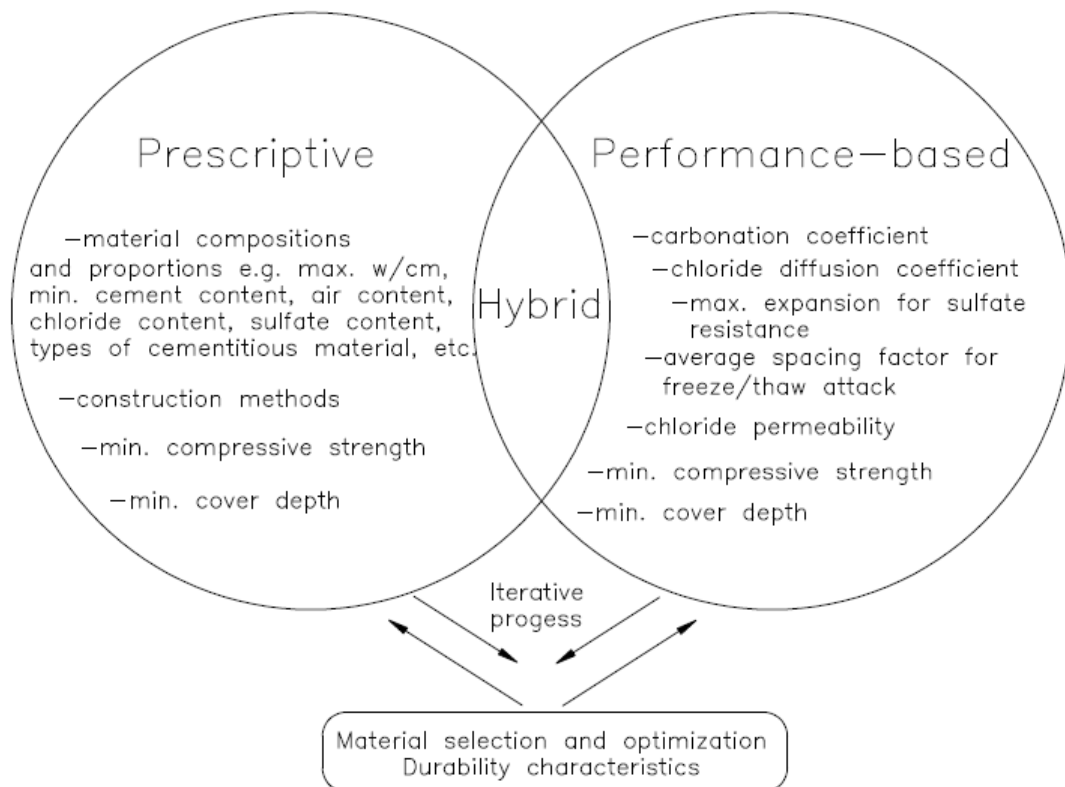 Prescriptive
-material compositions
and proportions e.g. max. w/cm,
min. cement content, air content,
chloride content, sulfate content,
types of cementitious material, etc.
-construction methods
-min. compressive strength
-min. cover depth
Hybrid
Performance-based
-carbonation coefficient
-chloride diffusion coefficient
-max. expansion for sulfate
resistance
-average spacing factor for
freeze/thaw attack
-chloride permeability
-min. compressive strength
-min. cover depth
Iterative
progess
Material selection and optimization
Durability characteristics